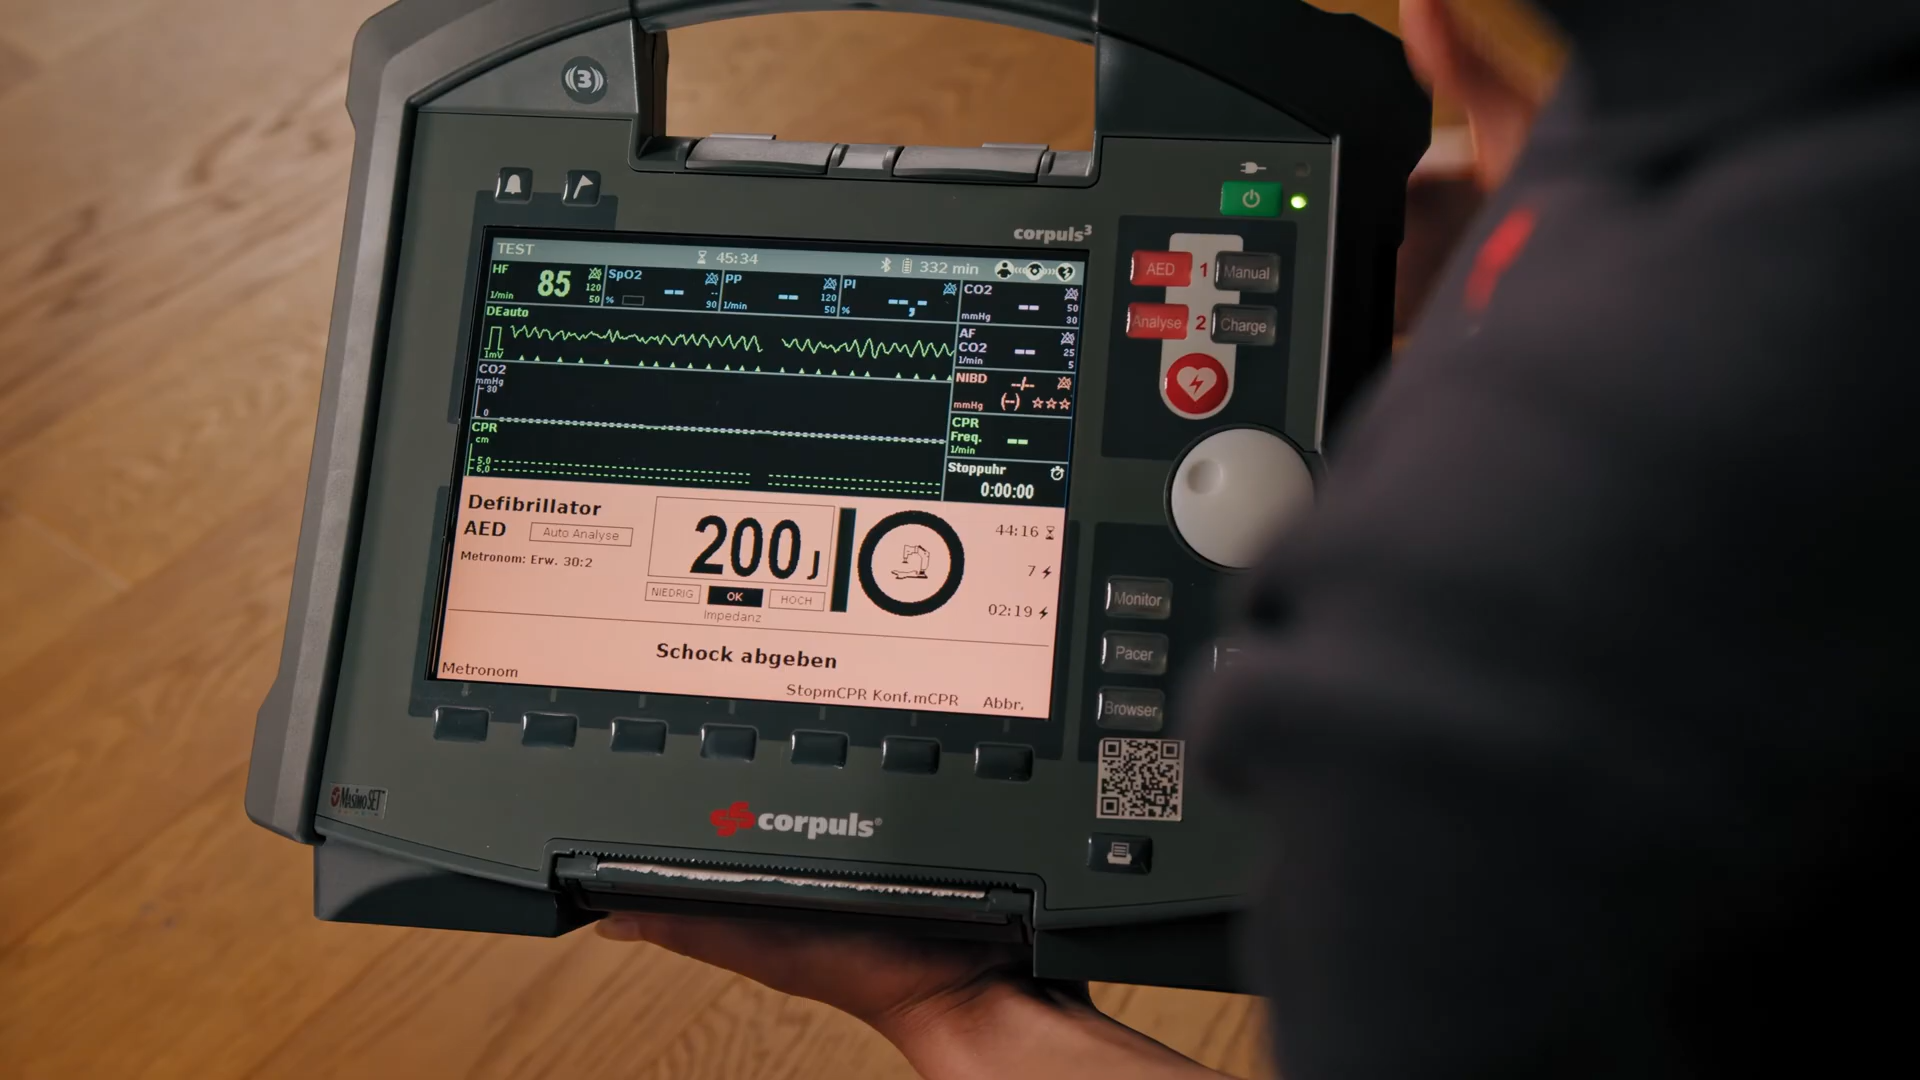 3
corpuls³
TEST
45:34
332 min
HF
85
1/min
120
50
SpO2
--
%
90
PP
--
1/min
120
50
PI
--,-
%
CO2
--
mmHg
50
30
DEauto
1mV
AF
CO2
--
1/min
25
5
CO2
mmHg
30
0
NIBD
--/--
mmHg
(--)
CPR
cm
5,0
6,0
CPR
Freq.
--
1/min
Stoppuhr
0:00:00
Defibrillator
AED
Auto Analyse
Metronom: Erw. 30:2
200 J
NIEDRIG
OK
HOCH
Impedanz
44:16
7
02:19
Schock abgeben
Metronom
StopmCPR
Konf.mCPR
Abbr.
AED
1
Manual
Analyse
2
Charge
Monitor
Pacer
Browser
Masimo SET
corpuls